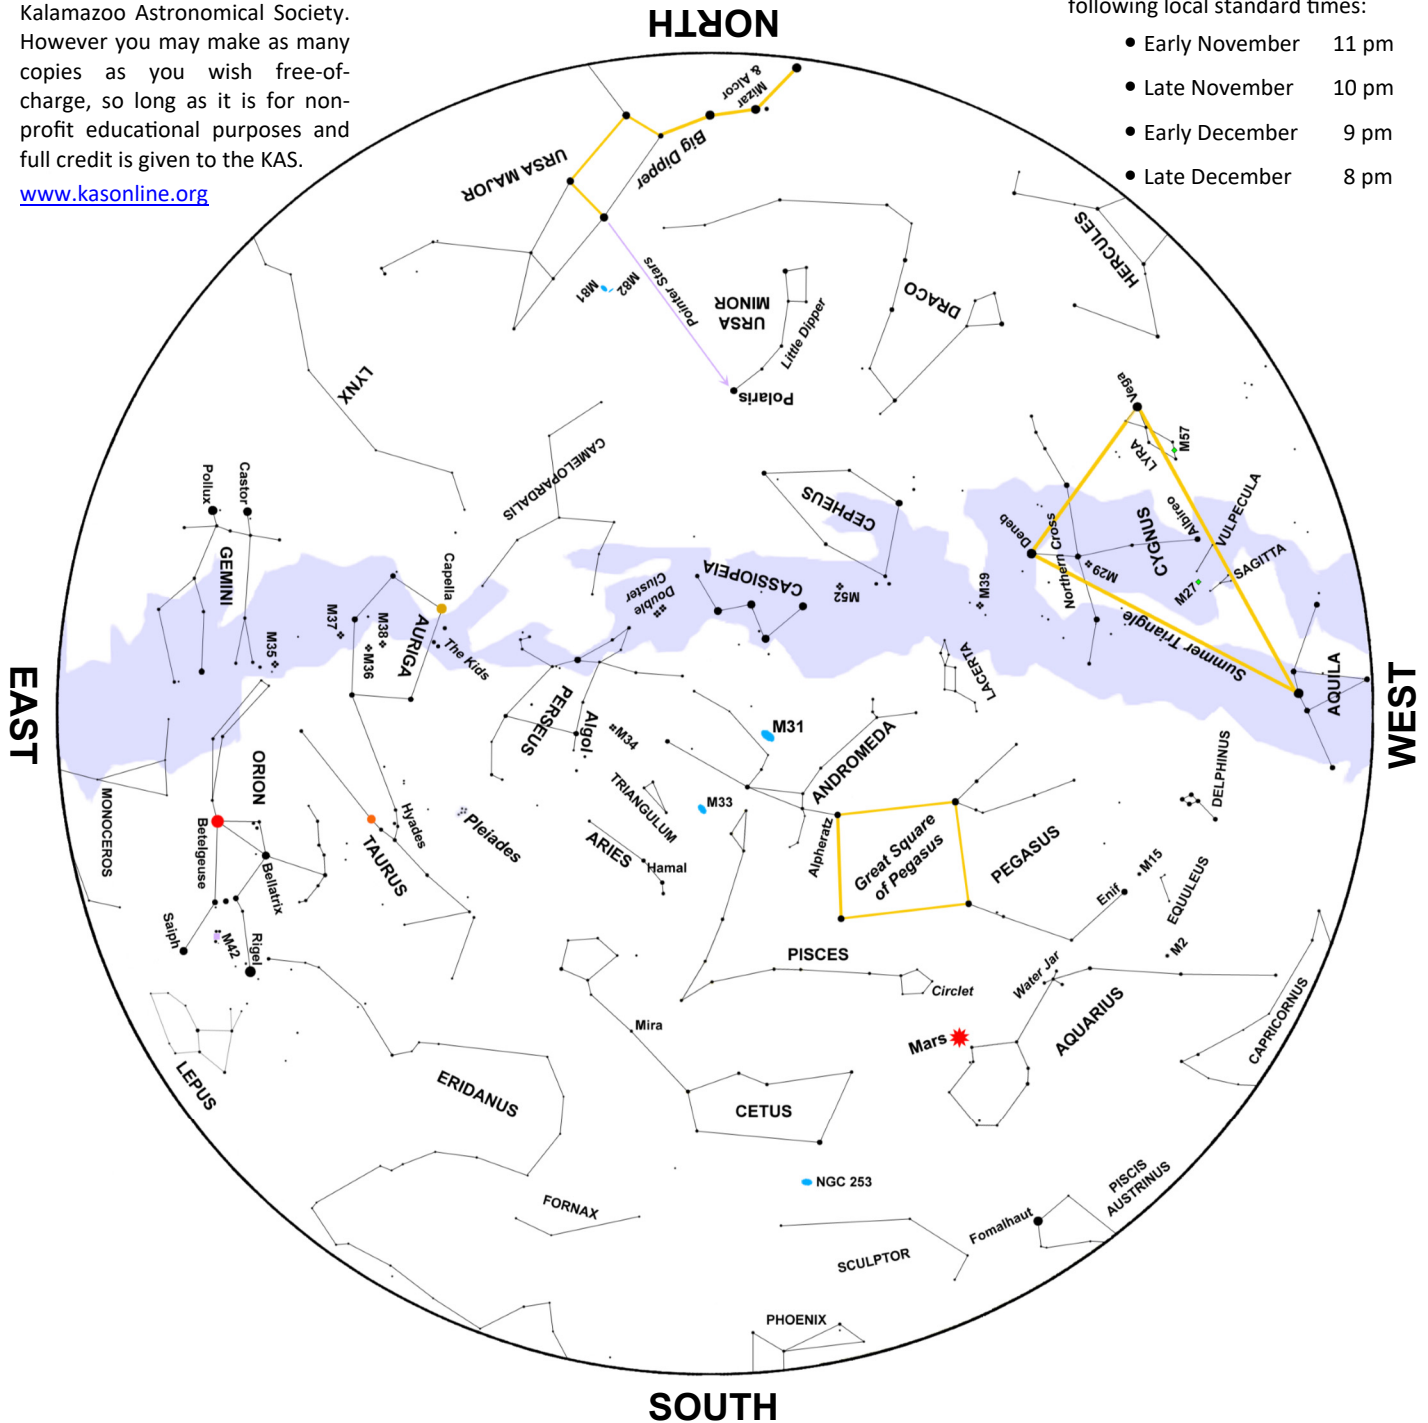 Kalamazoo Astronomical Society.
However you may make as many
copies as you wish free-of-
charge, so long as it is for non-
profit educational purposes and
full credit is given to the KAS.
www.kasonline.org
following local standard times:
• Early November 11 pm
• Late November 10 pm
• Early December 9 pm
• Late December 8 pm
NORTH
Mizar
& Alcor
Big Dipper
URSA MAJOR
HERCULES
M81
M82
Pointer Stars
URSA
MINOR
Little Dipper
DRACO
Polaris
LYNX
Vega
LYRA
M57
CAMELOPARDALIS
Pollux
Castor
CEPHEUS
Deneb
Northern Cross
CYGNUS
Albireo
VULPECULA
SAGITTA
M29
M27
M39
GEMINI
Capella
Double
Cluster
CASSIOPEIA
M52
Summer Triangle
M37
M38
M36
AURIGA
The Kids
M35
LACERTA
AQUILA
EAST
WEST
PERSEUS
Algol
M34
M31
ANDROMEDA
ORION
MONOCEROS
TRIANGULUM
M33
DELPHINUS
Betelgeuse
Hyades
Pleiades
TAURUS
ARIES
Hamal
Alpheratz
Great Square
of Pegasus
PEGASUS
M15
Enif
EQUULEUS
Bellatrix
Saiph
M42
Rigel
M2
PISCES
Circlet
Water Jar
AQUARIUS
CAPRICORNUS
Mira
Mars
LEPUS
ERIDANUS
CETUS
NGC 253
PISCIS
AUSTRINUS
FORNAX
Fomalhaut
SCULPTOR
PHOENIX
SOUTH